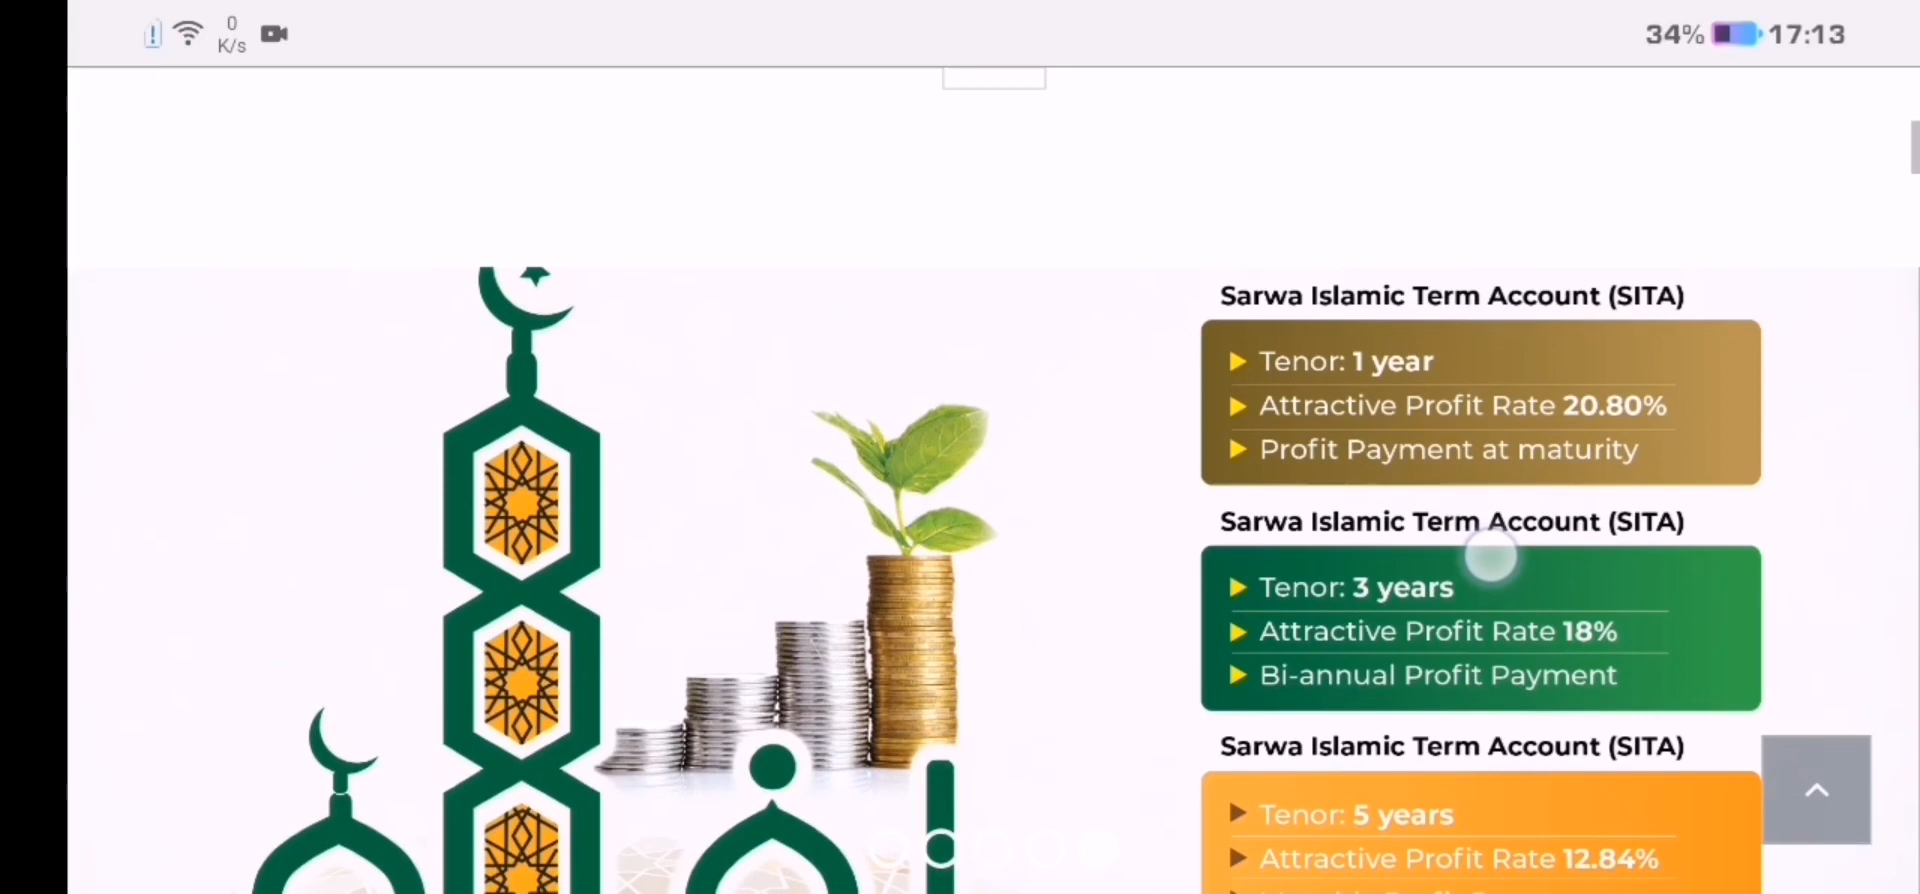 0
K/s
34%
17:13
Sarwa Islamic Term Account (SITA)
Tenor: 1 year
Attractive Profit Rate 20.80%
Profit Payment at maturity
Sarwa Islamic Term Account (SITA)
Tenor: 3 years
Attractive Profit Rate 18%
Bi-annual Profit Payment
Sarwa Islamic Term Account (SITA)
Tenor: 5 years
Attractive Profit Rate 12.84%